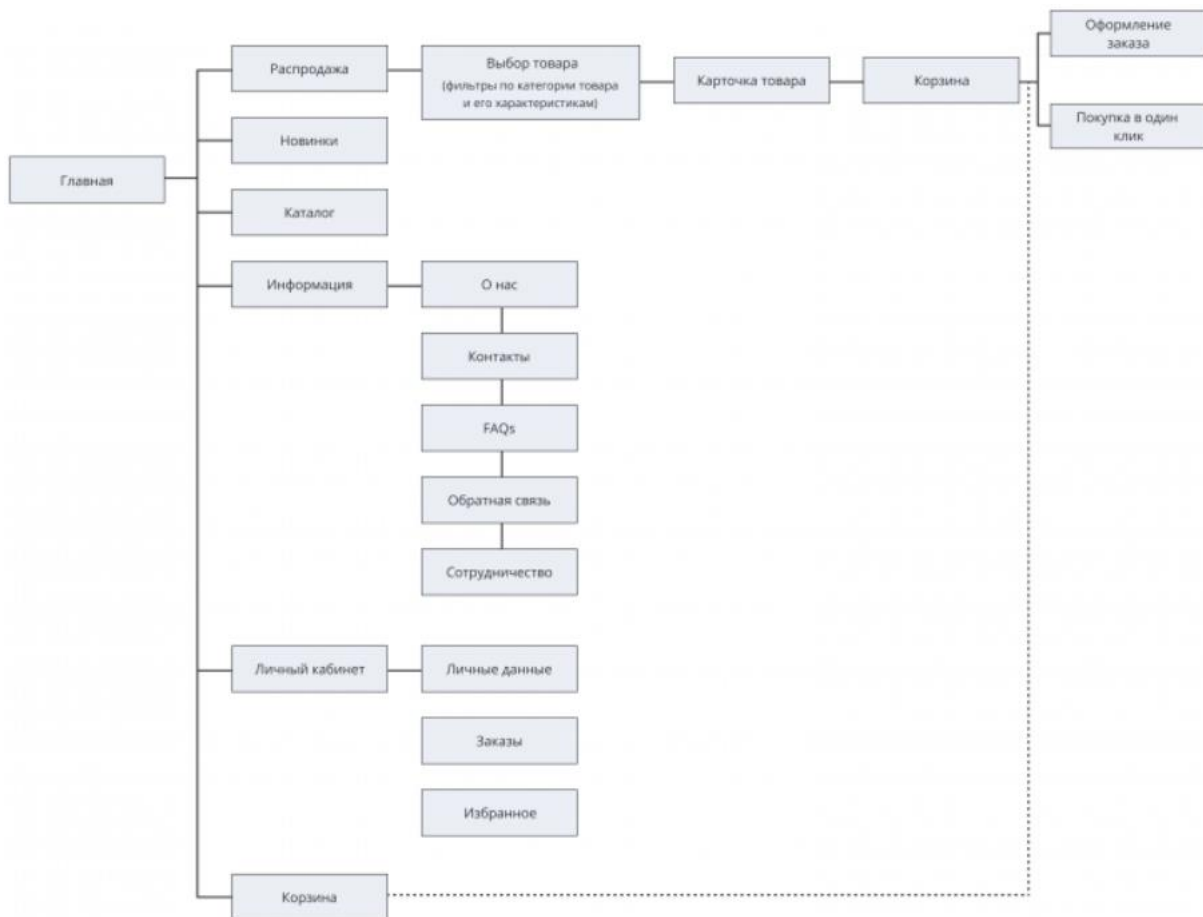 Оформление
заказа
Распродажа
Выбор товара
(фильтры по категории товара
и его характеристикам)
Карточка товара
Корзина
Покупка в один
клик
Новинки
Главная
Каталог
Информация
О нас
Контакты
FAQs
Обратная связь
Сотрудничество
Личный кабинет
Личные данные
Заказы
Избранное
Корзина